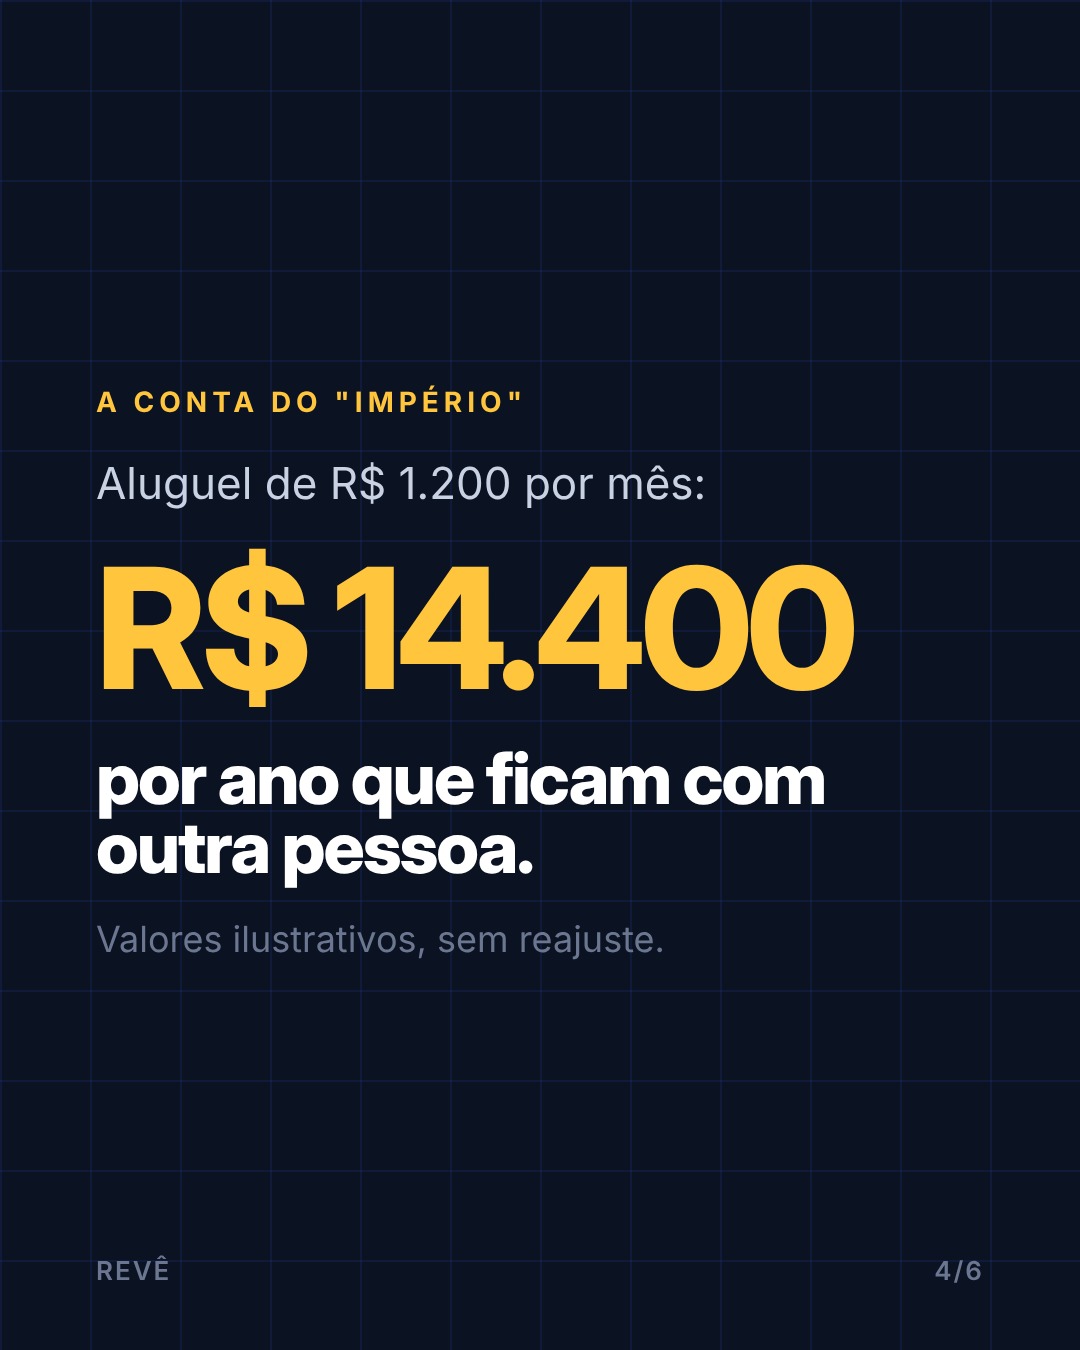 A CONTA DO "IMPÉRIO"
Aluguel de R$ 1.200 por mês:
R$ 14.400
por ano que ficam com
outra pessoa.
Valores ilustrativos, sem reajuste.
REVÊ
4/6